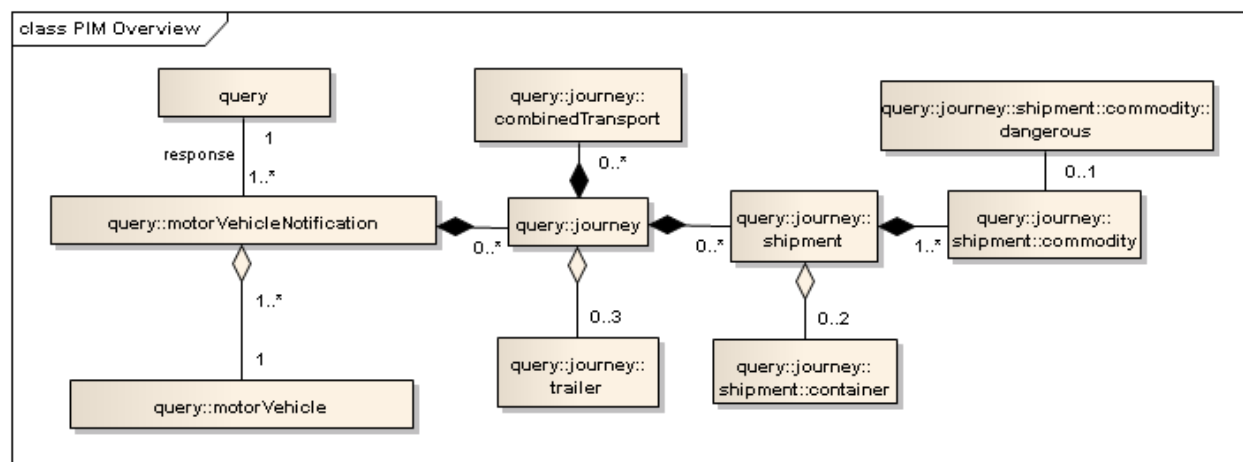 class PIM Overview
query
1
response
1..*
query::motorVehicleNotification
1..*
1
query::motorVehicle
query::journey::
combinedTransport
0..*
0..*
query::journey
0..3
query::journey::
trailer
0..*
query::journey::
shipment
0..2
query::journey::
shipment::container
query::journey::shipment::commodity::
dangerous
0..1
1..*
query::journey::
shipment::commodity